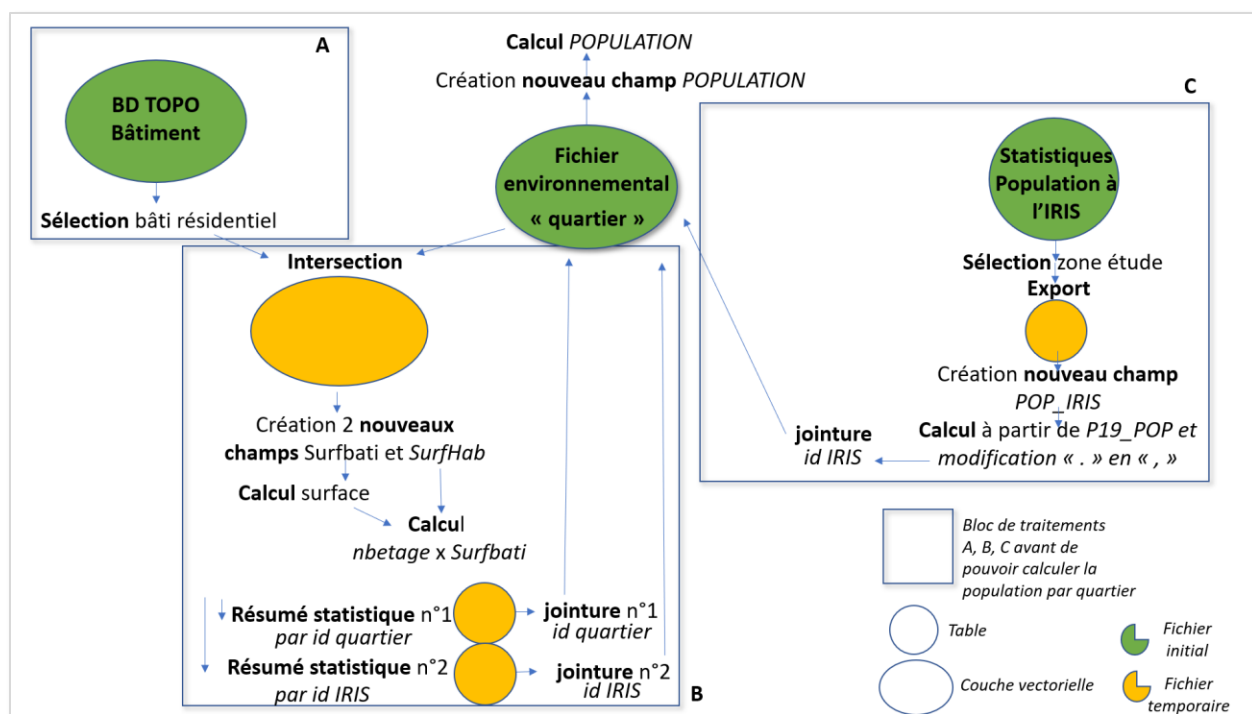 A
BD TOPO
Bâtiment
Sélection bâti résidentiel
Calcul POPULATION
Création nouveau champ POPULATION
Fichier
environnemental
« quartier »
C
Statistiques
Population à
l'IRIS
Sélection zone étude
Export
Création nouveau champ
POP_IRIS
Calcul à partir de P19_POP et
modification « . » en « , »
jointure
id IRIS
Intersection
Création 2 nouveaux
champs Surfbati et SurfHab
Calcul surface
Calcul
nbetage x Surfbati
Résumé statistique n°1
par id quartier
jointure n°1
id quartier
Résumé statistique n°2
par id IRIS
jointure n°2
id IRIS
B
Bloc de traitements
A, B, C avant de
pouvoir calculer la
population par quartier
Table
Couche vectorielle
Fichier
initial
Fichier
temporaire